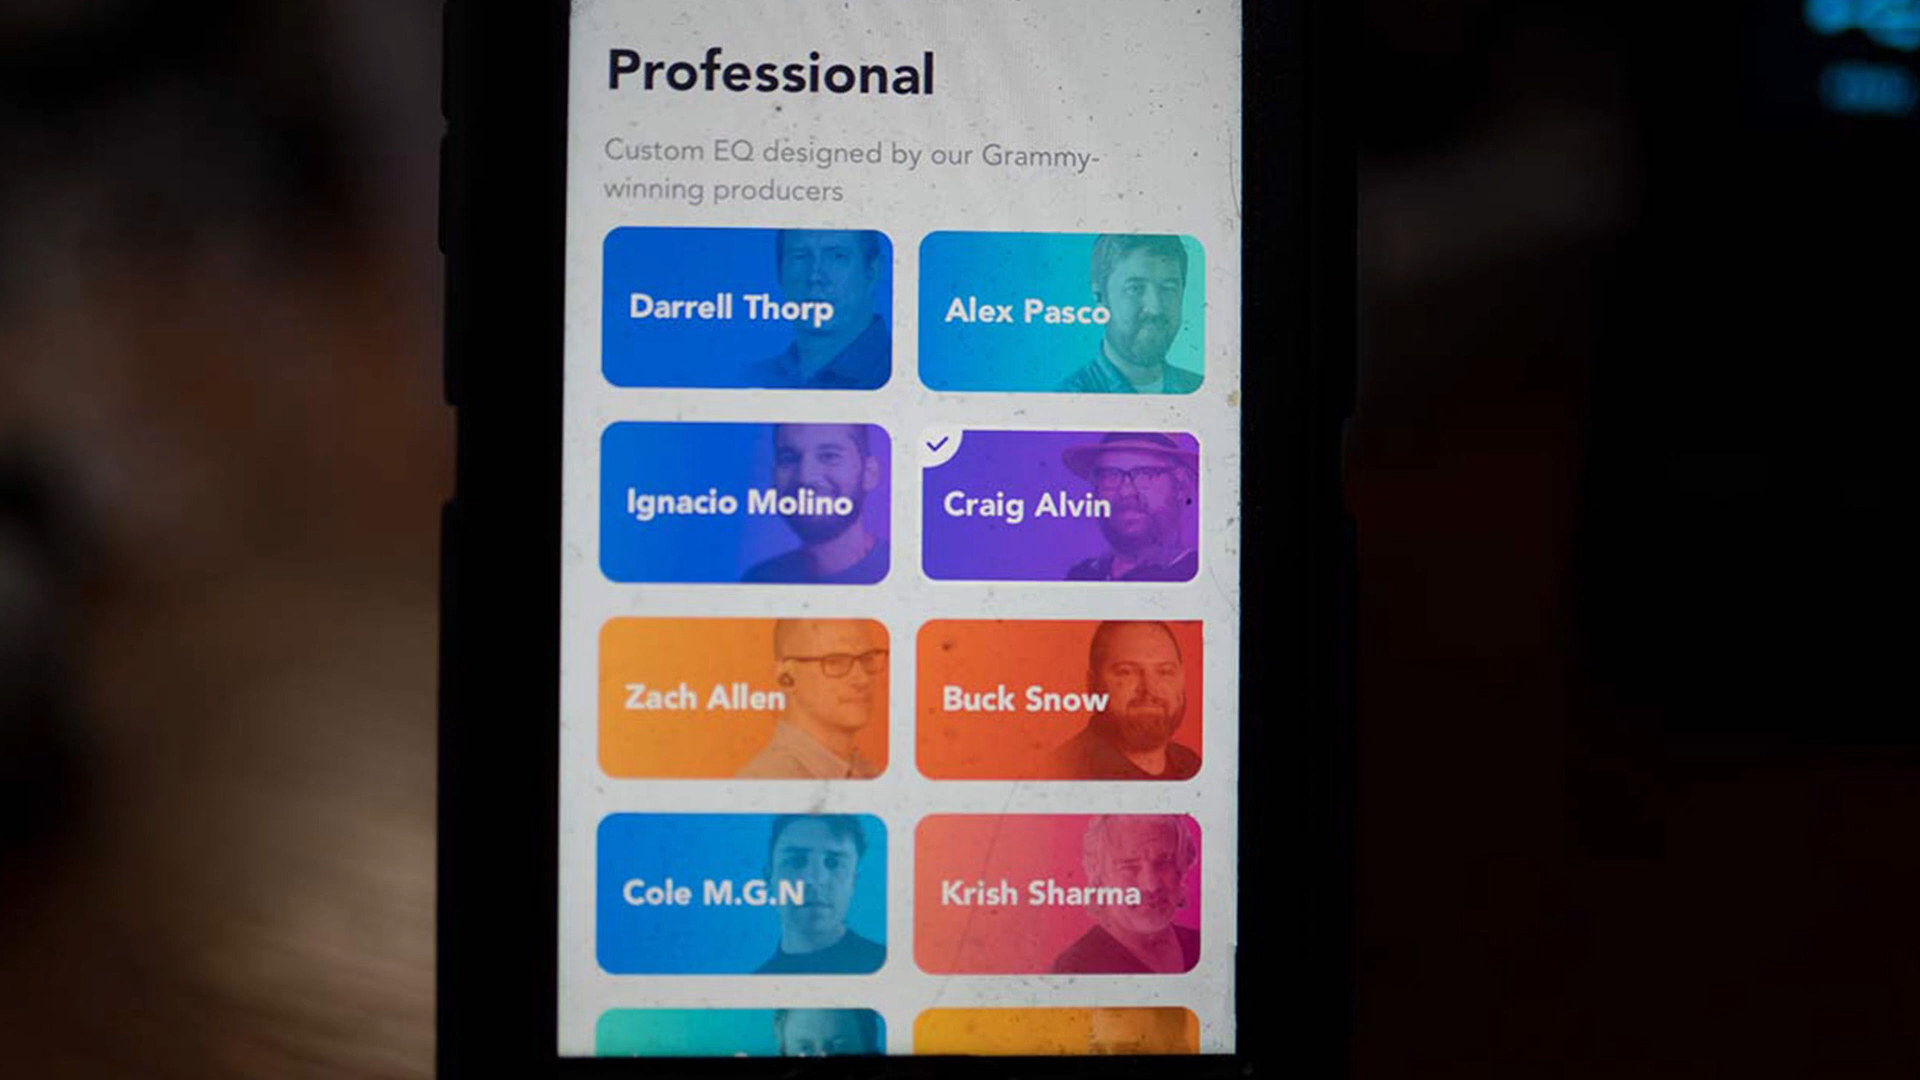 Professional
Custom EQ designed by our Grammy-
winning producers
Darrell Thorp
Alex Pasco
Ignacio Molino
Craig Alvin
Zach Allen
Buck Snow
Cole M.G.N
Krish Sharma